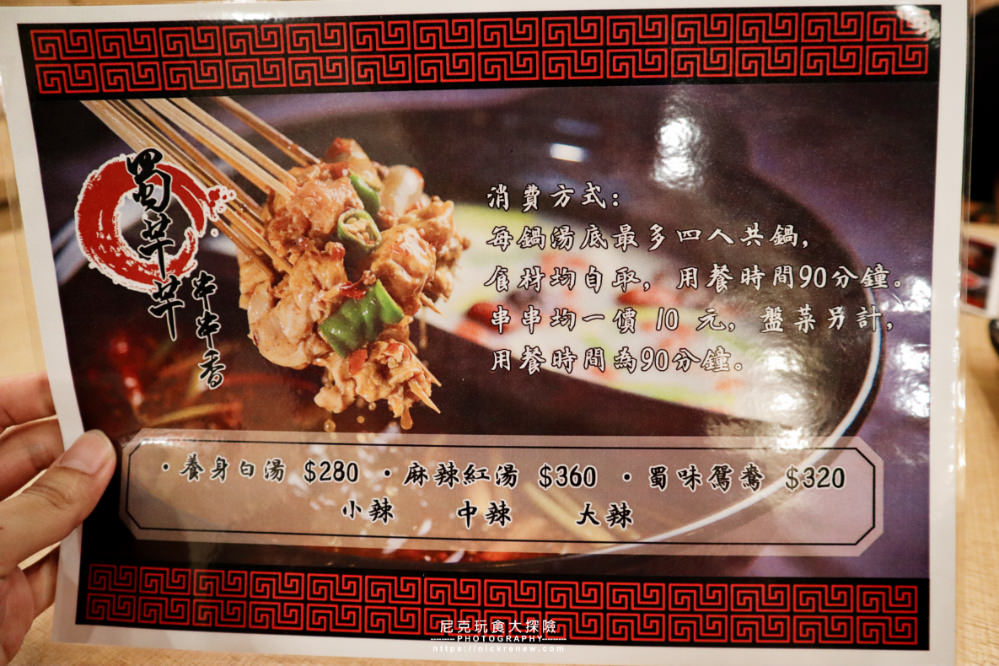 蜀芊芊
串串香
消費方式:
每鍋湯底最多四人共鍋,
食材均自取, 用餐時間90分鐘。
串串均一價 10 元, 盤菜另計,
用餐時間為90分鐘。
·養身白湯 $280 ·麻辣紅湯 $360 ·蜀味鴛鴦 $320
小辣 中辣 大辣
尼克玩食大探險
--------PHOTOGRAPHY--------
https://nickrenew.com